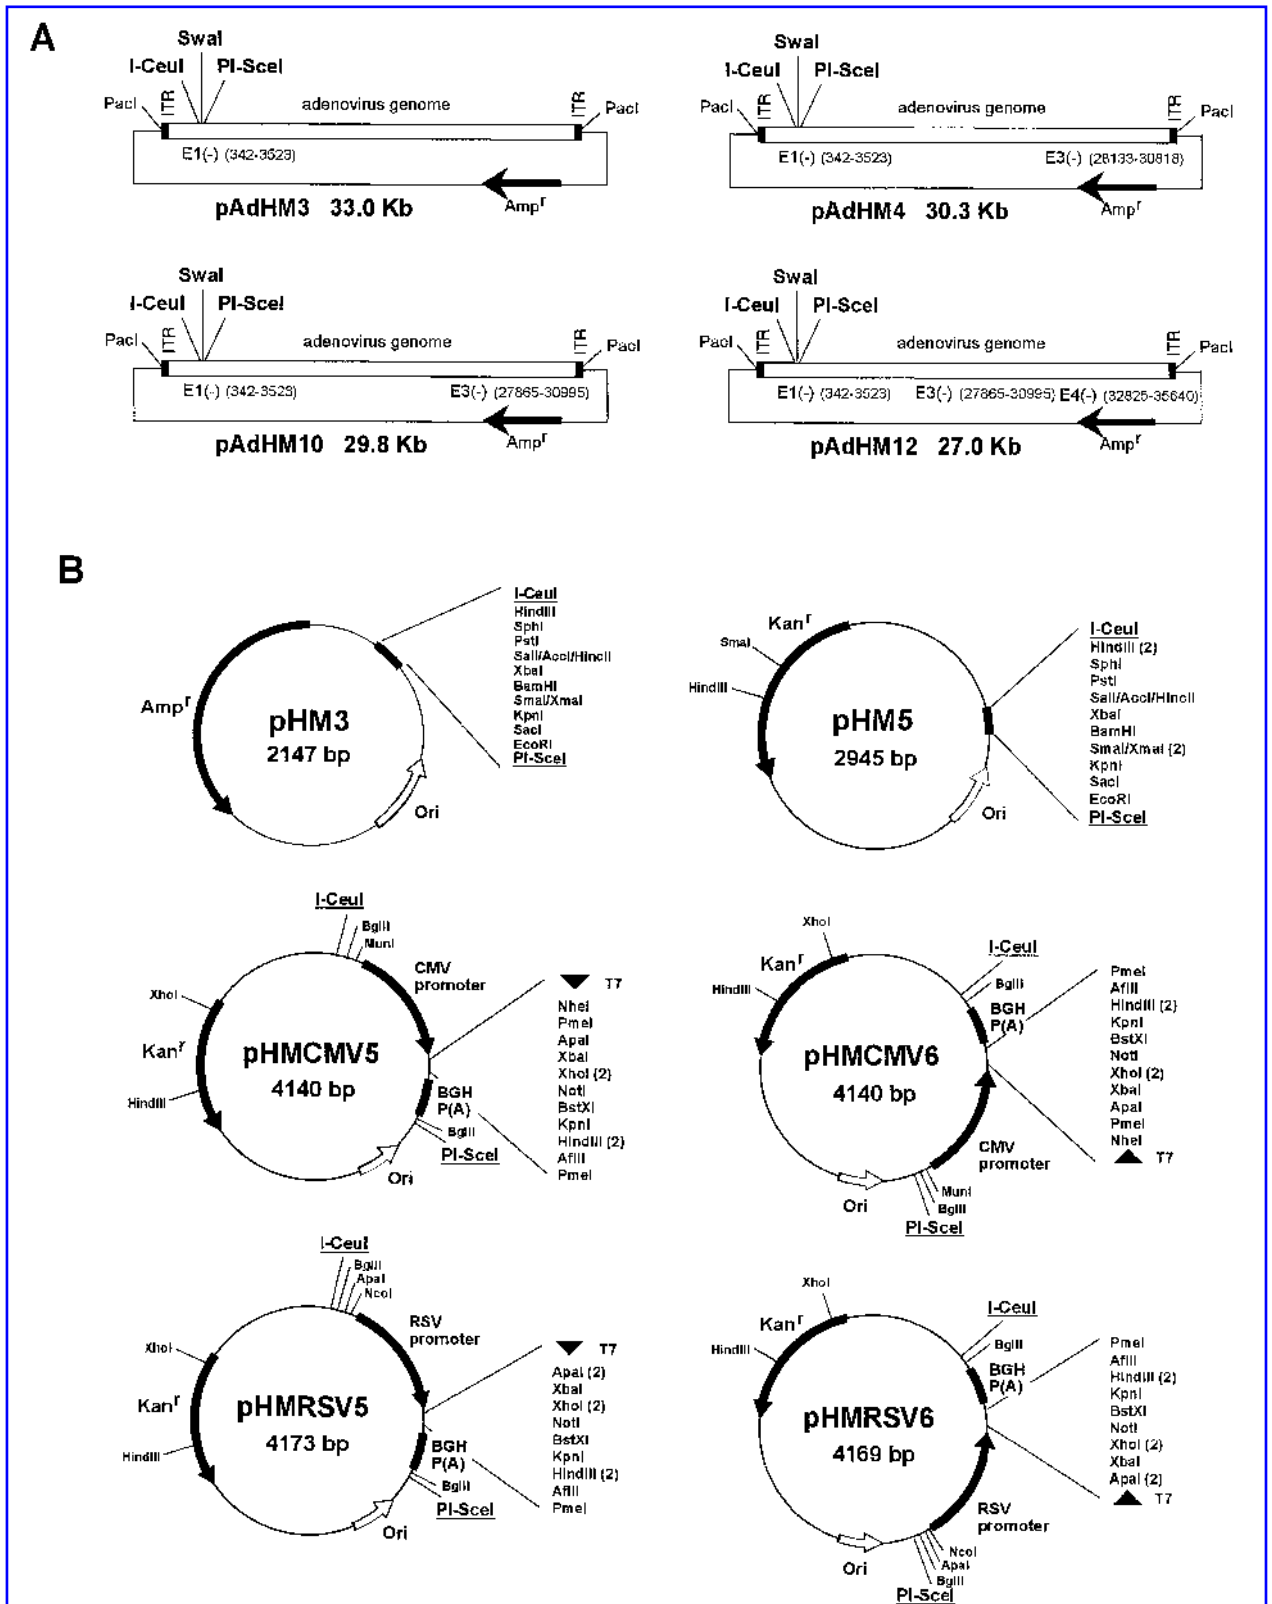 A
SwaI
I-CeuI PI-SceI
PacI ITR adenovirus genome ITR PacI
E1(-) (342-3523)
Amp^r
pAdHM3 33.0 Kb
SwaI
I-CeuI PI-SceI
PacI ITR adenovirus genome ITR PacI
E1(-) (342-3523) E3(-) (28133-30818)
Amp^r
pAdHM4 30.3 Kb
SwaI
I-CeuI PI-SceI
PacI ITR adenovirus genome ITR PacI
E1(-) (342-3523) E3(-) (27865-30995)
Amp^r
pAdHM10 29.8 Kb
SwaI
I-CeuI PI-SceI
PacI ITR adenovirus genome ITR PacI
E1(-) (342-3523) E3(-) (27865-30995) E4(-) (32825-35640)
Amp^r
pAdHM12 27.0 Kb
B
I-CeuI
HindIII
SphI
PstI
SalI/AccI/HincII
XbaI
BamHI
SmaI/XmaI
KpnI
SacI
EcoRI
PI-SceI
Amp^r
pHM3
2147 bp
Ori
Kan^r
SmaI
HindIII
pHM5
2945 bp
Ori
I-CeuI
HindIII (2)
SphI
PstI
SalI/AccI/HincII
XbaI
BamHI
SmaI/XmaI (2)
KpnI
SacI
EcoRI
PI-SceI
I-CeuI
BglII
MunI
CMV
promoter
XhoI
Kan^r
HindIII
pHMCMV5
4140 bp
BGH
P(A)
BglII
PI-SceI
Ori
T7
NheI
PmeI
ApaI
XbaI
XhoI (2)
NotI
BstXI
KpnI
HindIII (2)
AflII
PmeI
XhoI
Kan^r
HindIII
I-CeuI
BglII
BGH
P(A)
pHMCMV6
4140 bp
CMV
promoter
MunI
BglII
PI-SceI
Ori
PmeI
AflII
HindIII (2)
KpnI
BstXI
NotI
XhoI (2)
XbaI
ApaI
PmeI
NheI
T7
I-CeuI
BglII
ApaI
NcoI
RSV
promoter
XhoI
Kan^r
HindIII
pHMRSV5
4173 bp
BGH
P(A)
BglII
PI-SceI
Ori
T7
ApaI (2)
XbaI
XhoI (2)
NotI
BstXI
KpnI
HindIII (2)
AflII
PmeI
XhoI
Kan^r
HindIII
I-CeuI
BglII
BGH
P(A)
pHMRSV6
4169 bp
RSV
promoter
NcoI
ApaI
BglII
PI-SceI
Ori
PmeI
AflII
HindIII (2)
KpnI
BstXI
NotI
XhoI (2)
XbaI
ApaI (2)
T7